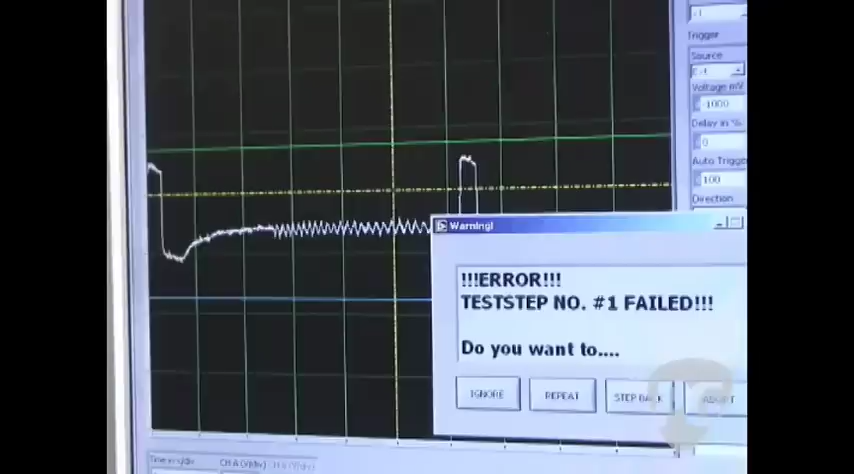 Trigger
Source
Voltage mV
-1000
Delay in %
0
Auto Trigger
100
Direction
Warning!
!!!ERROR!!!
TESTSTEP NO. #1 FAILED!!!
Do you want to....
IGNORE
REPEAT
STEP BACK
ABORT